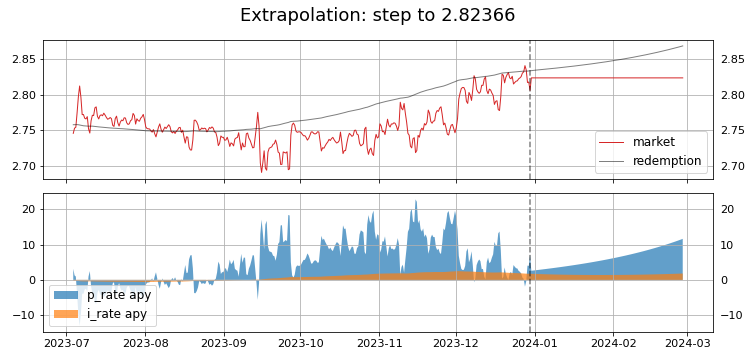 Extrapolation: step to 2.82366
2.85 2.85
2.80 2.80
2.75 2.75
2.70 2.70
market
redemption
20 20
10 10
0 0
−10 −10
p_rate apy
i_rate apy
2023-07 2023-08 2023-09 2023-10 2023-11 2023-12 2024-01 2024-02 2024-03